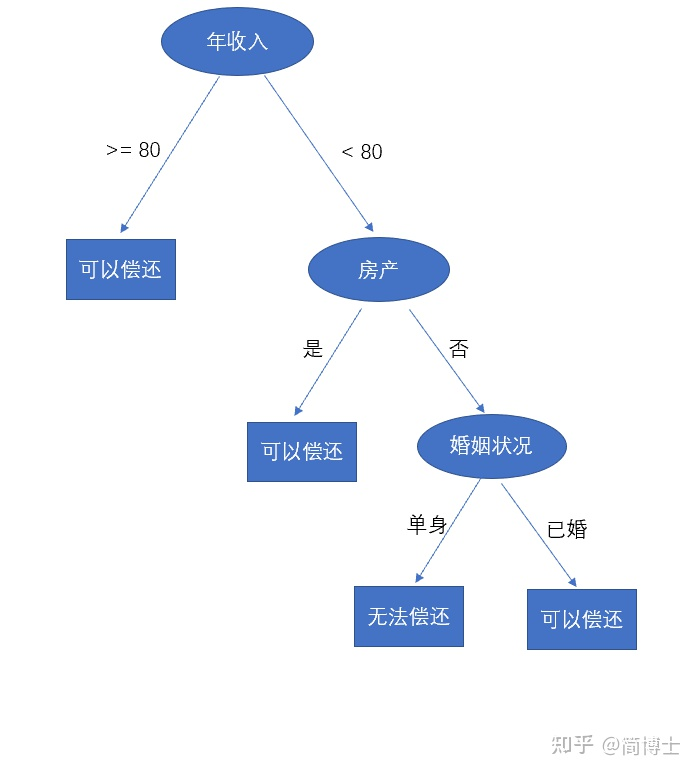 年收入
>= 80
< 80
可以偿还
房产
是
否
可以偿还
婚姻状况
单身
已婚
无法偿还
可以偿还
知乎 @简博士